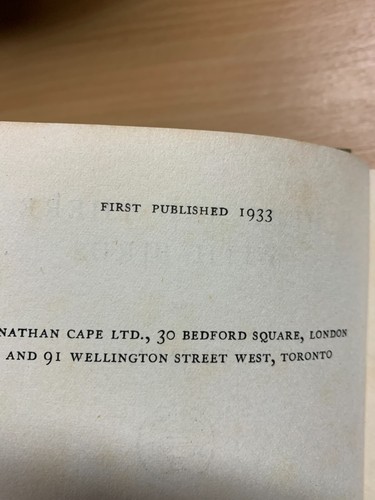 FIRST PUBLISHED 1933
NATHAN CAPE LTD., 30 BEDFORD SQUARE, LONDON
AND 91 WELLINGTON STREET WEST, TORONTO